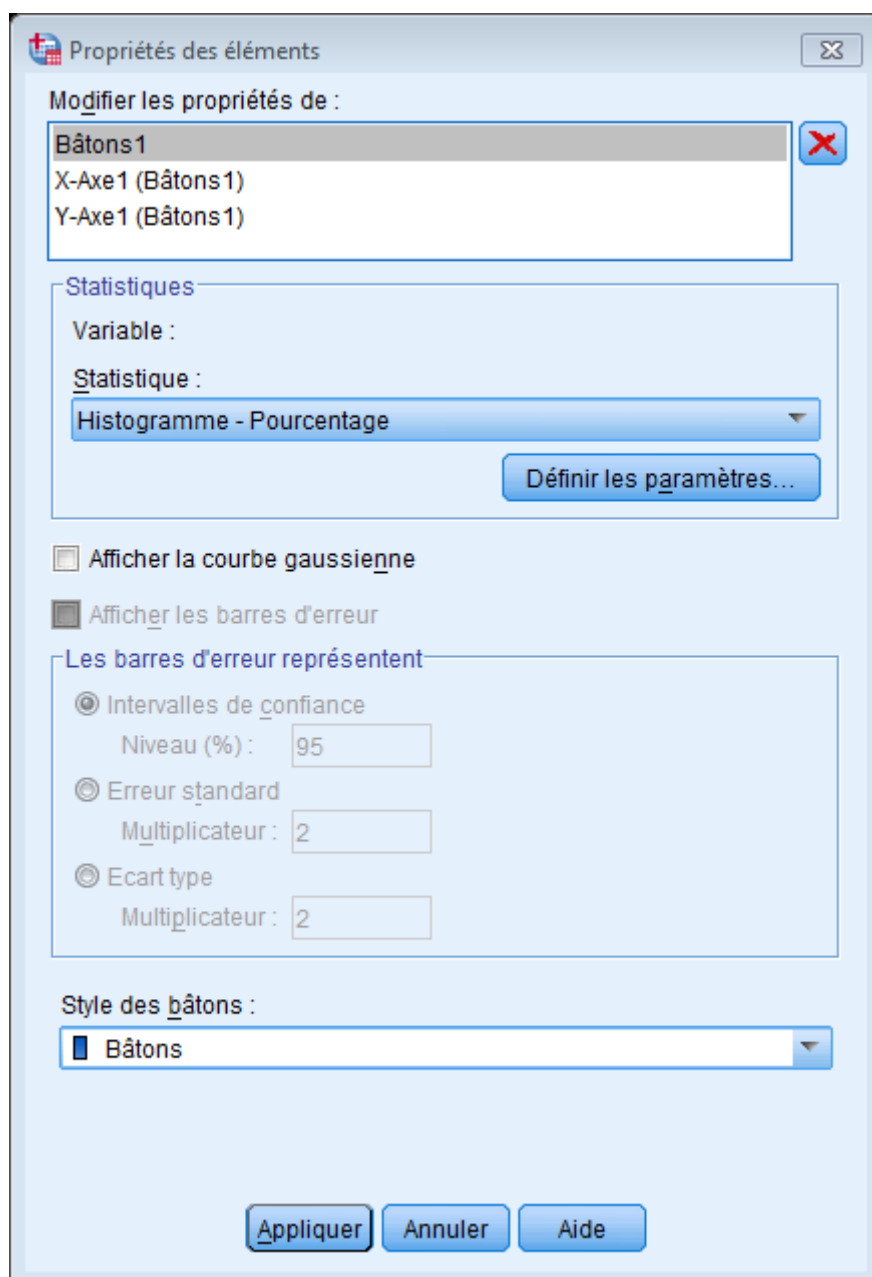 Propriétés des éléments
Modifier les propriétés de :
Bâtons1
X-Axe1 (Bâtons1)
Y-Axe1 (Bâtons1)
Statistiques
Variable :
Statistique :
Histogramme - Pourcentage
Définir les paramètres...
Afficher la courbe gaussienne
Afficher les barres d'erreur
Les barres d'erreur représentent
Intervalles de confiance
Niveau (%) : 95
Erreur standard
Multiplicateur : 2
Ecart type
Multiplicateur : 2
Style des bâtons :
Bâtons
Appliquer Annuler Aide